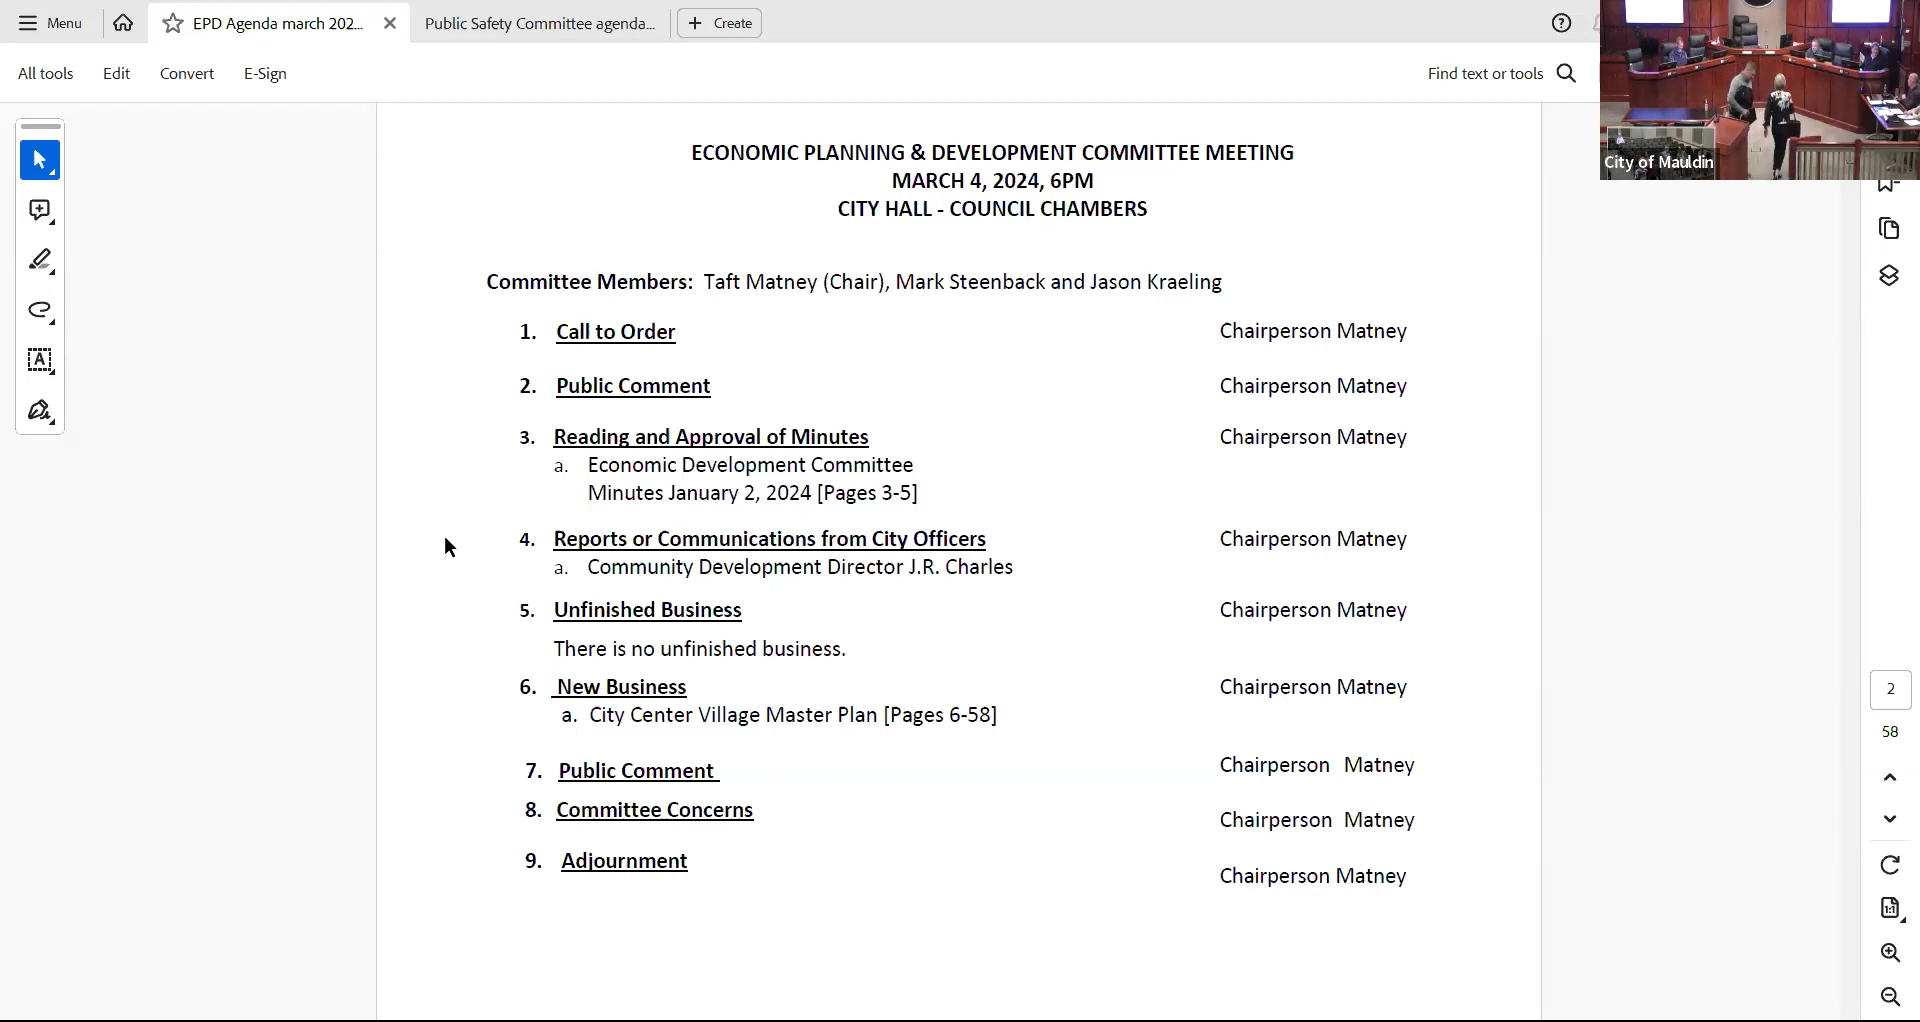 Menu
EPD Agenda march 202...
Public Safety Committee agenda...
Create
All tools
Edit
Convert
E-Sign
Find text or tools
City of Mauldin
ECONOMIC PLANNING & DEVELOPMENT COMMITTEE MEETING
MARCH 4, 2024, 6PM
CITY HALL - COUNCIL CHAMBERS
Committee Members: Taft Matney (Chair), Mark Steenback and Jason Kraeling
1. Call to Order Chairperson Matney
2. Public Comment Chairperson Matney
3. Reading and Approval of Minutes Chairperson Matney
a. Economic Development Committee
Minutes January 2, 2024 [Pages 3-5]
4. Reports or Communications from City Officers Chairperson Matney
a. Community Development Director J.R. Charles
5. Unfinished Business Chairperson Matney
There is no unfinished business.
6. New Business Chairperson Matney
a. City Center Village Master Plan [Pages 6-58]
7. Public Comment Chairperson Matney
8. Committee Concerns Chairperson Matney
9. Adjournment Chairperson Matney
2
58